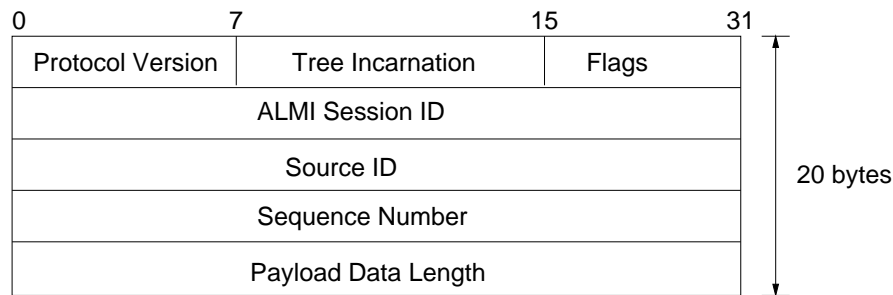 0 7 15 31
Protocol Version Tree Incarnation Flags
ALMI Session ID
Source ID
20 bytes
Sequence Number
Payload Data Length